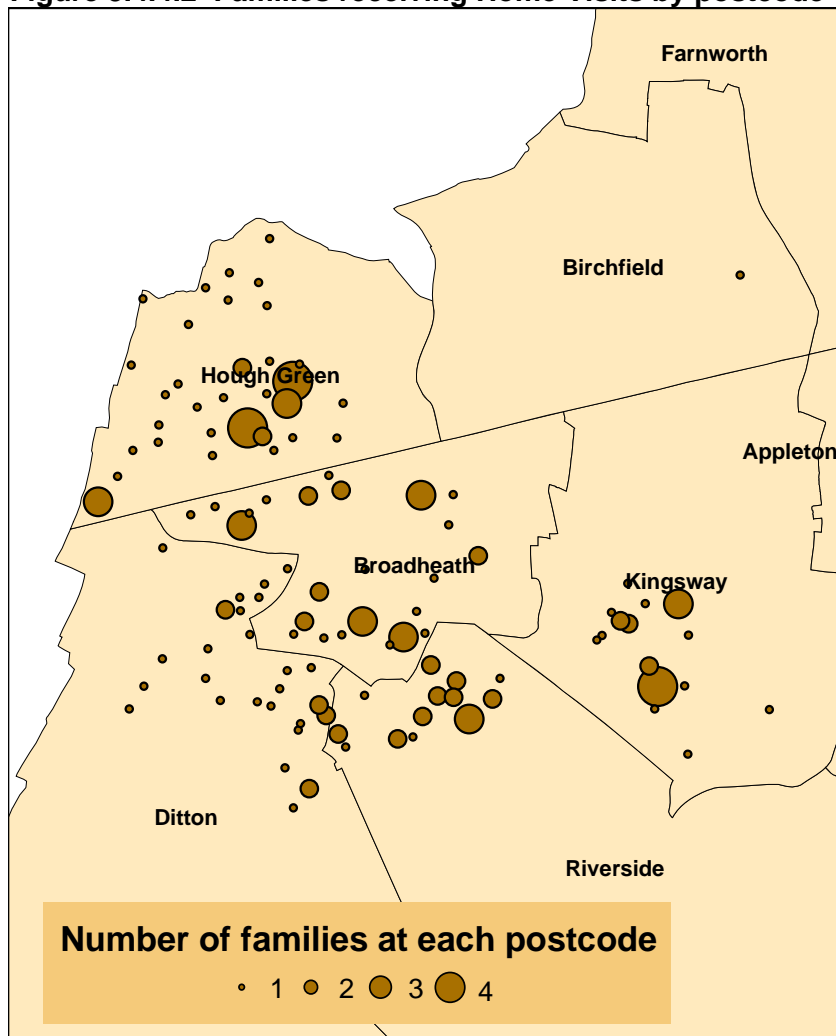 Farnworth
Birchfield
Hough Green
Appleton
Broadheath
Kingsway
Ditton
Riverside
Number of families at each postcode
1 2 3 4